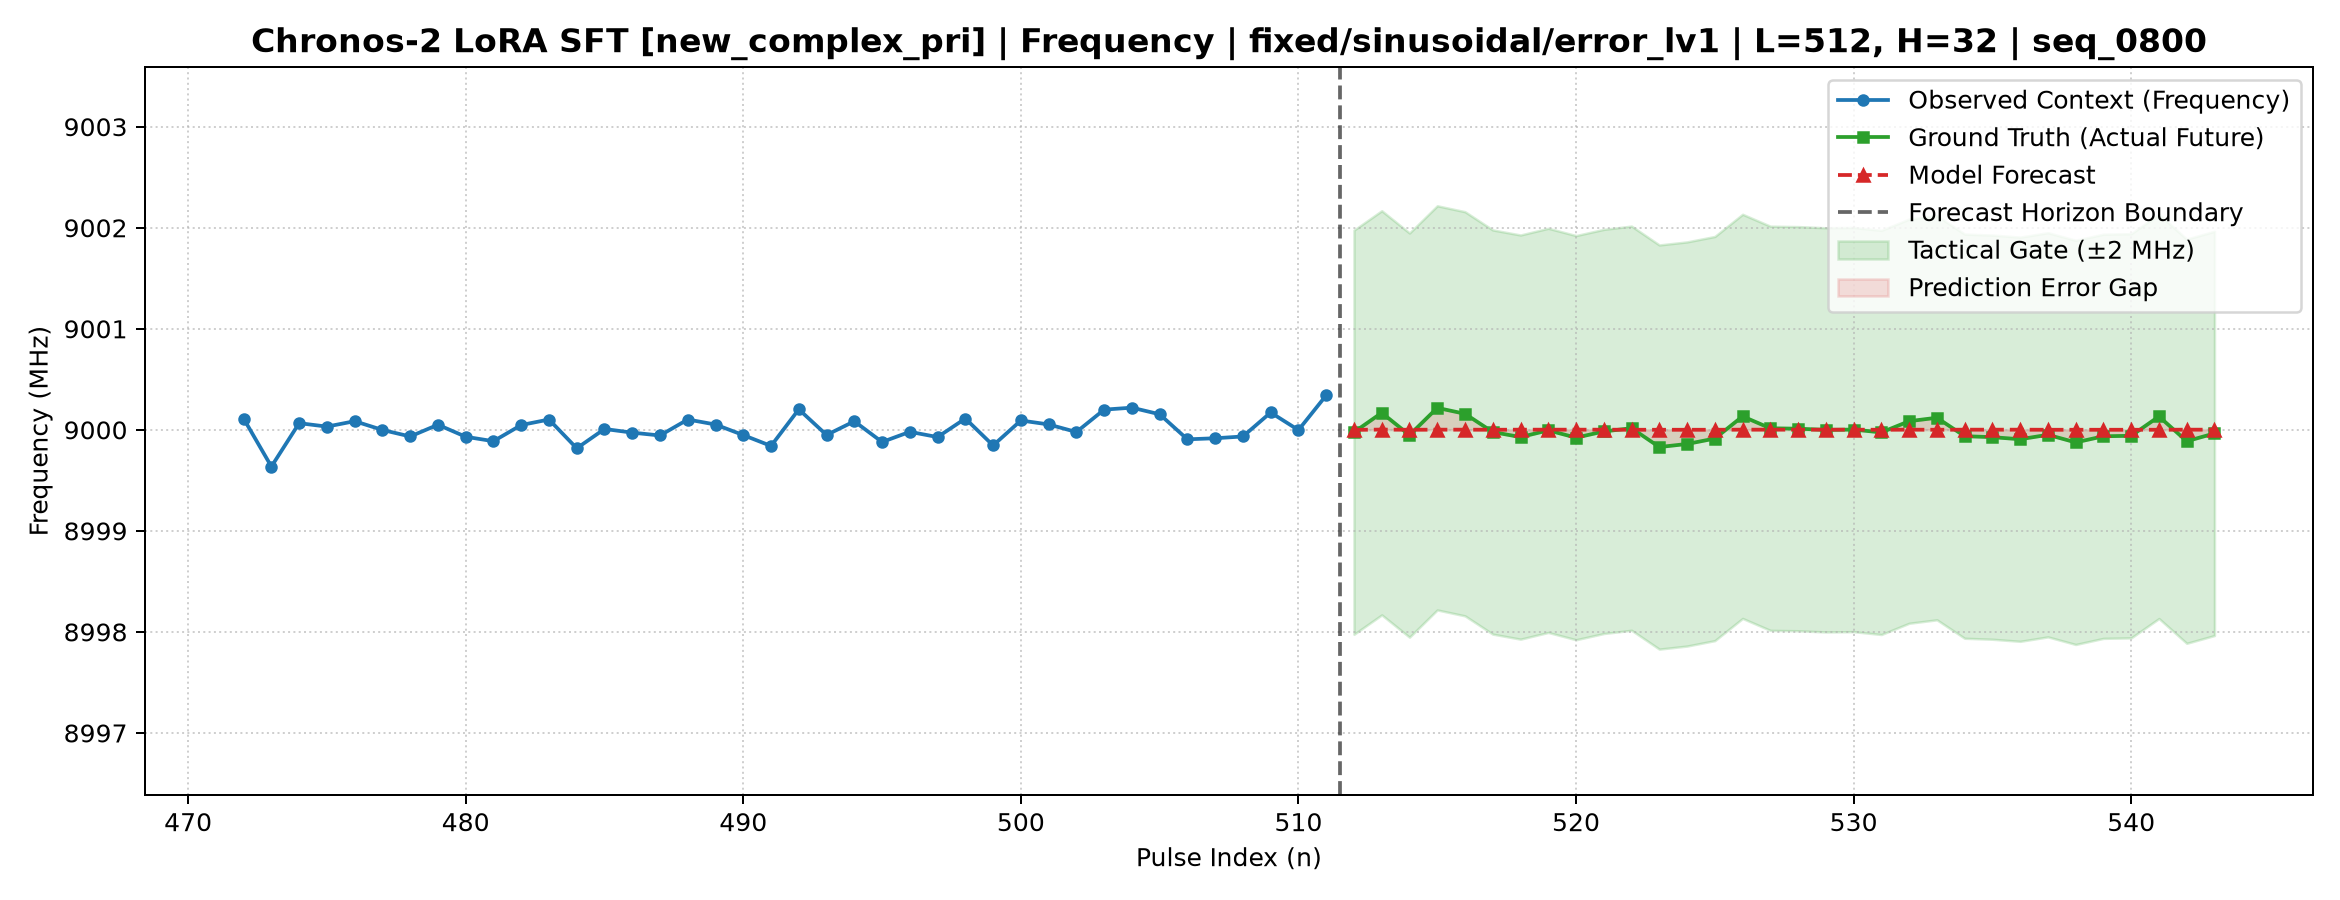 Chronos-2 LoRA SFT [new_complex_pri] | Frequency | fixed/sinusoidal/error_lv1 | L=512, H=32 | seq_0800
Observed Context (Frequency)
Ground Truth (Actual Future)
Model Forecast
Forecast Horizon Boundary
Tactical Gate (±2 MHz)
Prediction Error Gap
Frequency (MHz)
9003
9002
9001
9000
8999
8998
8997
470 480 490 500 510 520 530 540
Pulse Index (n)